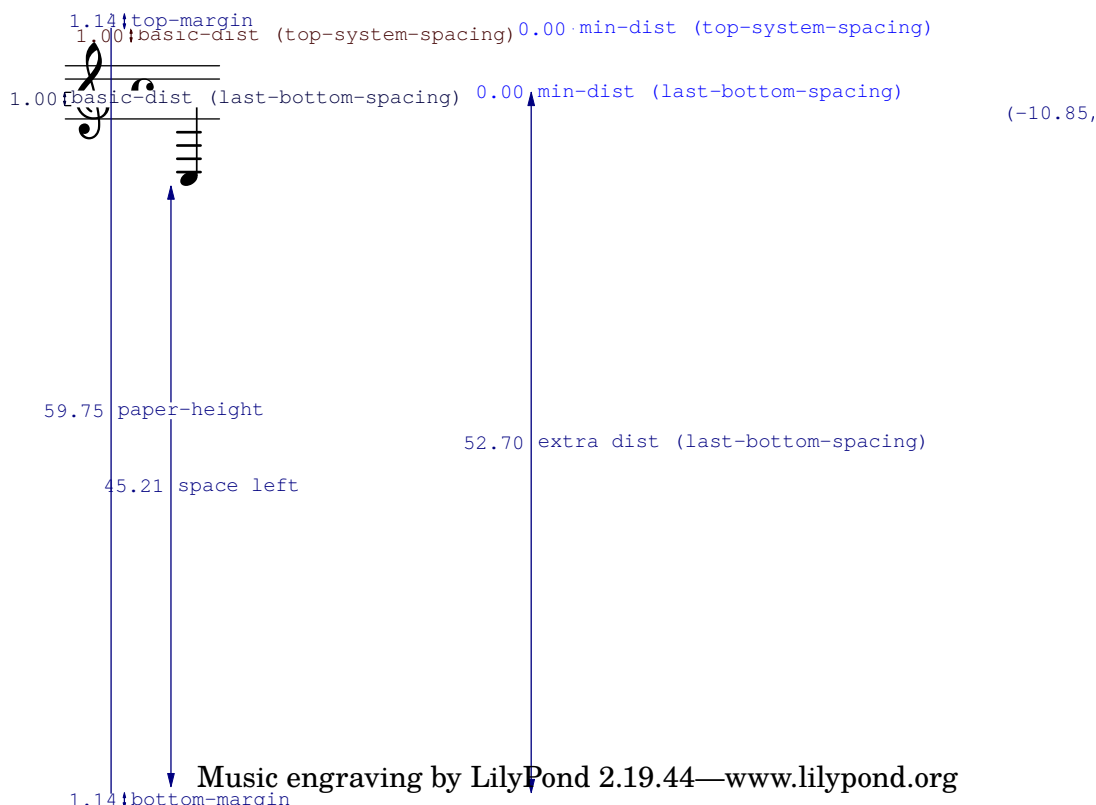 1.14 top-margin
1.00 basic-dist (top-system-spacing) 0.00 min-dist (top-system-spacing)
1.00 basic-dist (last-bottom-spacing) 0.00 min-dist (last-bottom-spacing)
(-10.85,
59.75 paper-height
52.70 extra dist (last-bottom-spacing)
45.21 space left
Music engraving by LilyPond 2.19.44—www.lilypond.org
1.14 bottom-margin